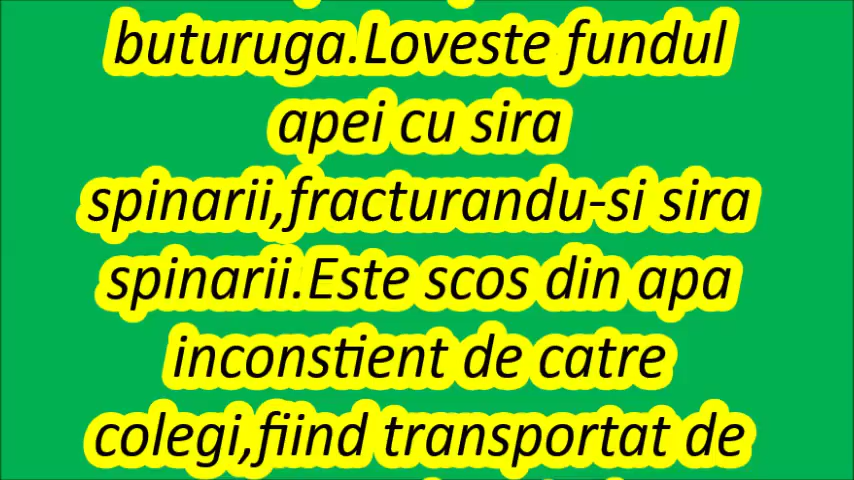 buturuga.Loveste fundul
apei cu sira
spinarii,fracturandu-si sira
spinarii.Este scos din apa
inconstient de catre
colegi,fiind transportat de